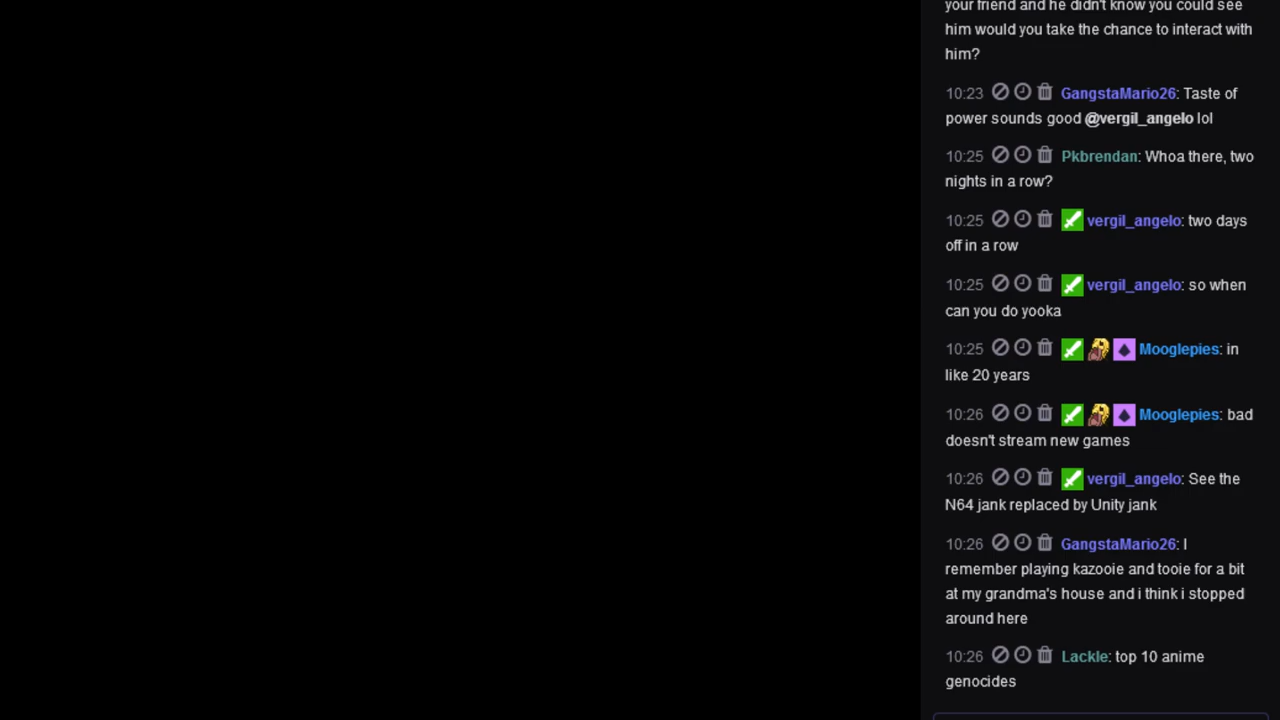 your friend and he didn't know you could see
him would you take the chance to interact with
him?
10:23 GangstaMario26: Taste of
power sounds good @vergil_angelo lol
10:25 Pkbrendan: Whoa there, two
nights in a row?
10:25 vergil_angelo: two days
off in a row
10:25 vergil_angelo: so when
can you do yooka
10:25 Mooglepies: in
like 20 years
10:26 Mooglepies: bad
doesn't stream new games
10:26 vergil_angelo: See the
N64 jank replaced by Unity jank
10:26 GangstaMario26: I
remember playing kazooie and tooie for a bit
at my grandma's house and i think i stopped
around here
10:26 Lackle: top 10 anime
genocides